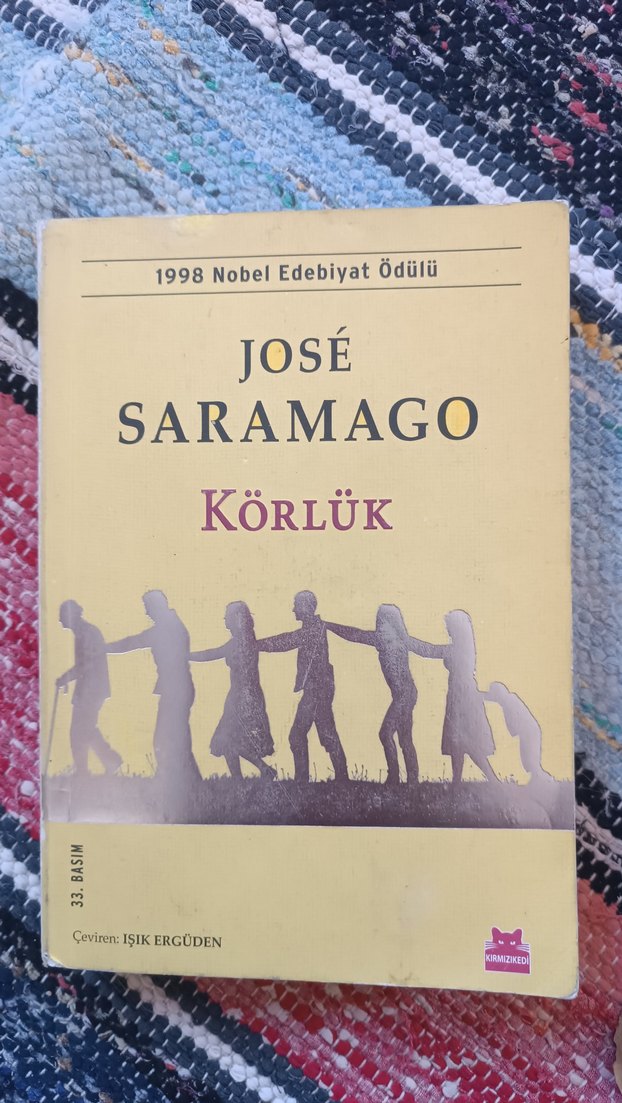 1998 Nobel Edebiyat Ödülü
JOSÉ
SARAMAGO
KÖRLÜK
33. BASIM
Çeviren: IŞIK ERGÜDEN
KIRMIZIKEDİ